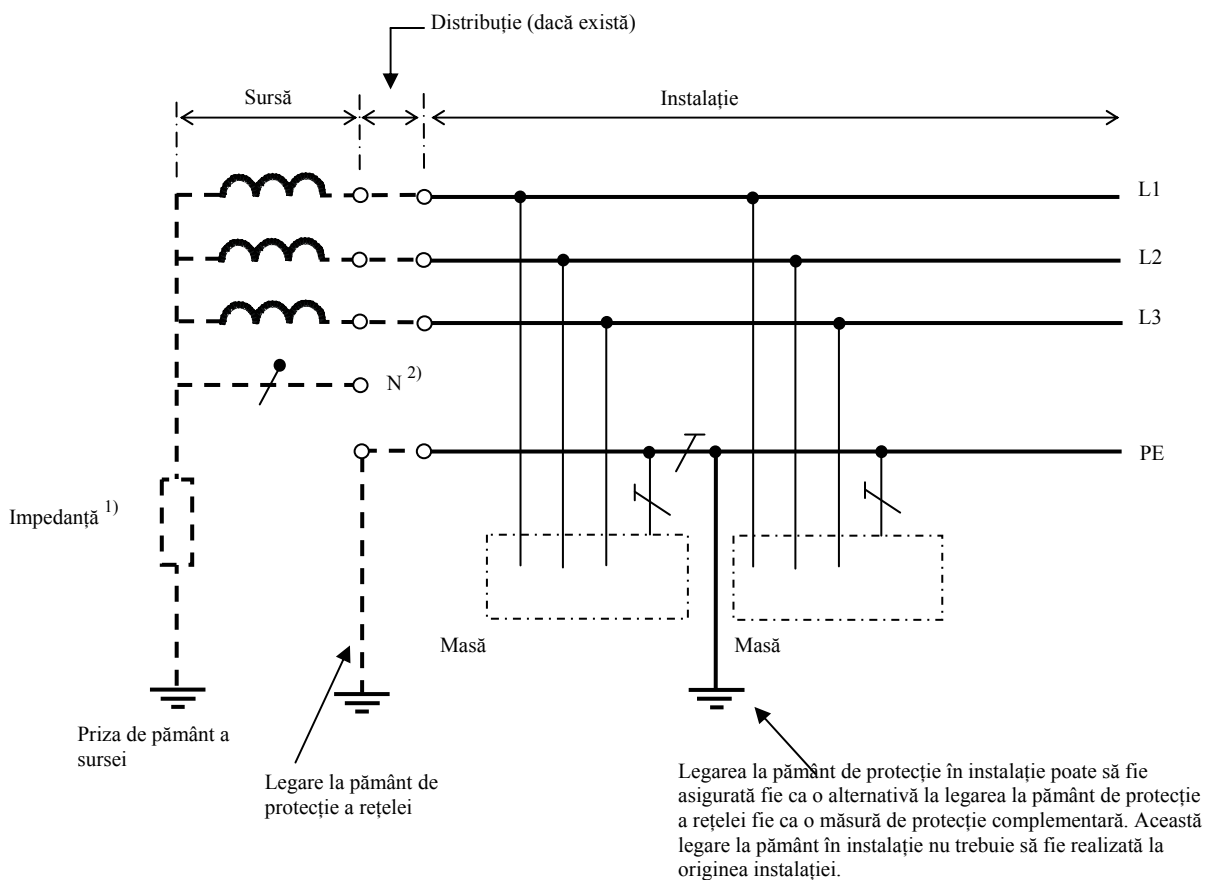 Distribuție (dacă există)
Sursă
Instalație
L1
L2
L3
N 2)
PE
Impedanță 1)
Masă
Masă
Priza de pământ a
sursei
Legare la pământ de
protecție a rețelei
Legarea la pământ de protecție în instalație poate să fie
asigurată fie ca o alternativă la legarea la pământ de protecție
a rețelei fie ca o măsură de protecție complementară. Această
legare la pământ în instalație nu trebuie să fie realizată la
originea instalației.